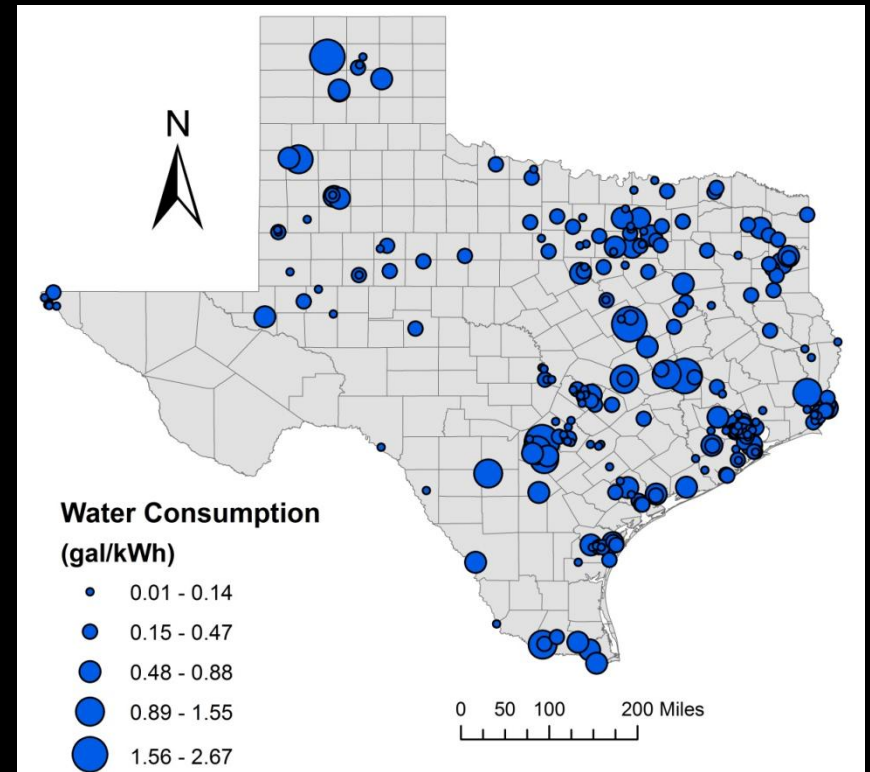 N
Water Consumption
(gal/kWh)
0.01 - 0.14
0.15 - 0.47
0.48 - 0.88
0.89 - 1.55
1.56 - 2.67
0 50 100 200 Miles